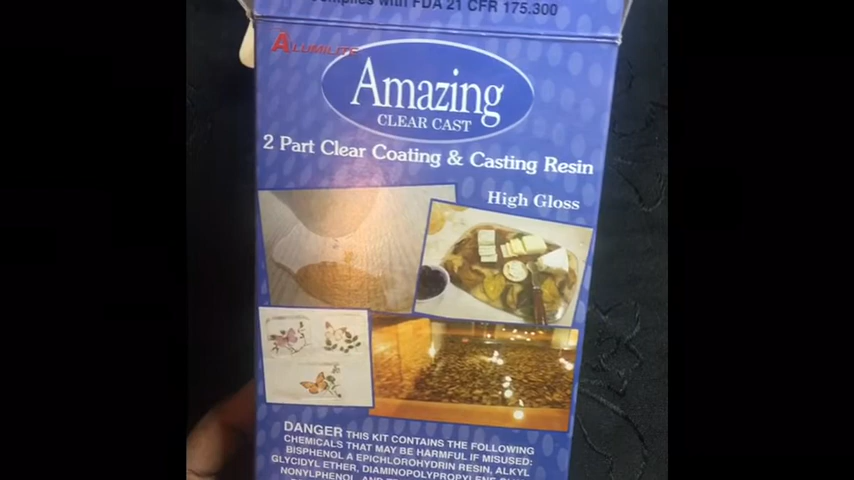 Complies with FDA 21 CFR 175.300
ALUMILITE
Amazing
CLEAR CAST
2 Part Clear Coating & Casting Resin
High Gloss
DANGER THIS KIT CONTAINS THE FOLLOWING
CHEMICALS THAT MAY BE HARMFUL IF MISUSED:
BISPHENOL A EPICHLOROHYDRIN RESIN, ALKYL
GLYCIDYL ETHER, DIAMINOPOLYPROPYLENE
NONYLPHENOL, AND